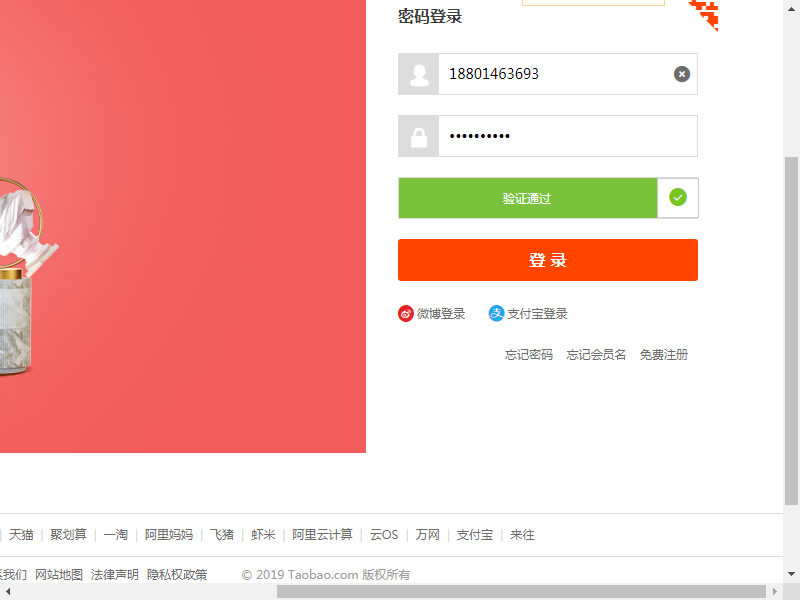 密码登录
18801463693
••••••••••
验证通过
登 录
微博登录 支付宝登录
忘记密码 忘记会员名 免费注册
| 天猫 | 聚划算 | 一淘 | 阿里妈妈 | 飞猪 | 虾米 | 阿里云计算 | 云OS | 万网 | 支付宝 | 来往
我们 网站地图 法律声明 隐私权政策 © 2019 Taobao.com 版权所有